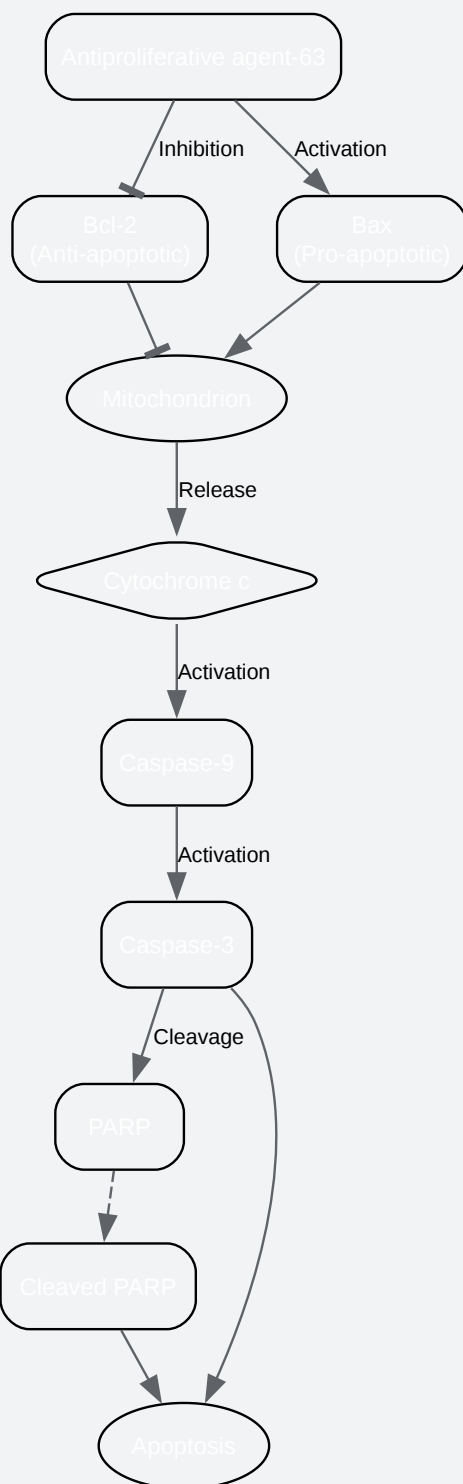 Antiproliferative agent-63
Inhibition
Activation
Bcl-2
(Anti-apoptotic)
Bax
(Pro-apoptotic)
Mitochondrion
Release
Cytochrome c
Activation
Caspase-9
Activation
Caspase-3
Cleavage
PARP
Cleaved PARP
Apoptosis